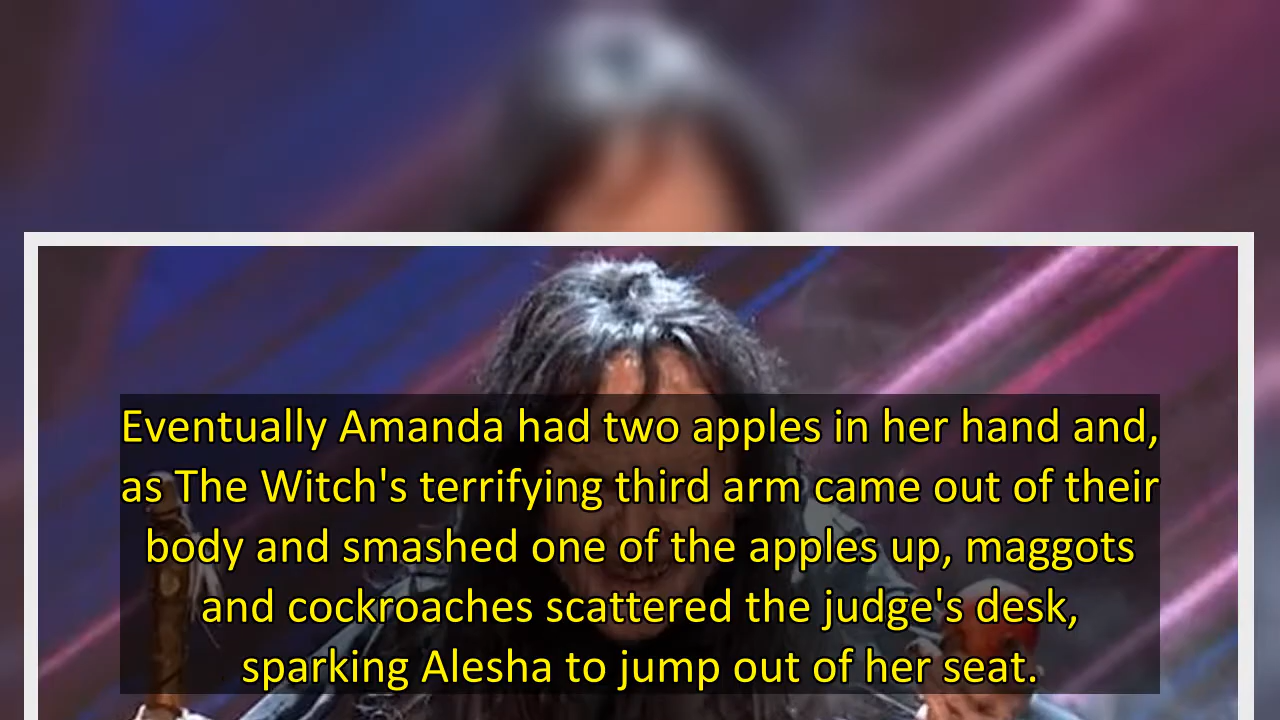 Eventually Amanda had two apples in her hand and,
as The Witch's terrifying third arm came out of their
body and smashed one of the apples up, maggots
and cockroaches scattered the judge's desk,
sparking Alesha to jump out of her seat.